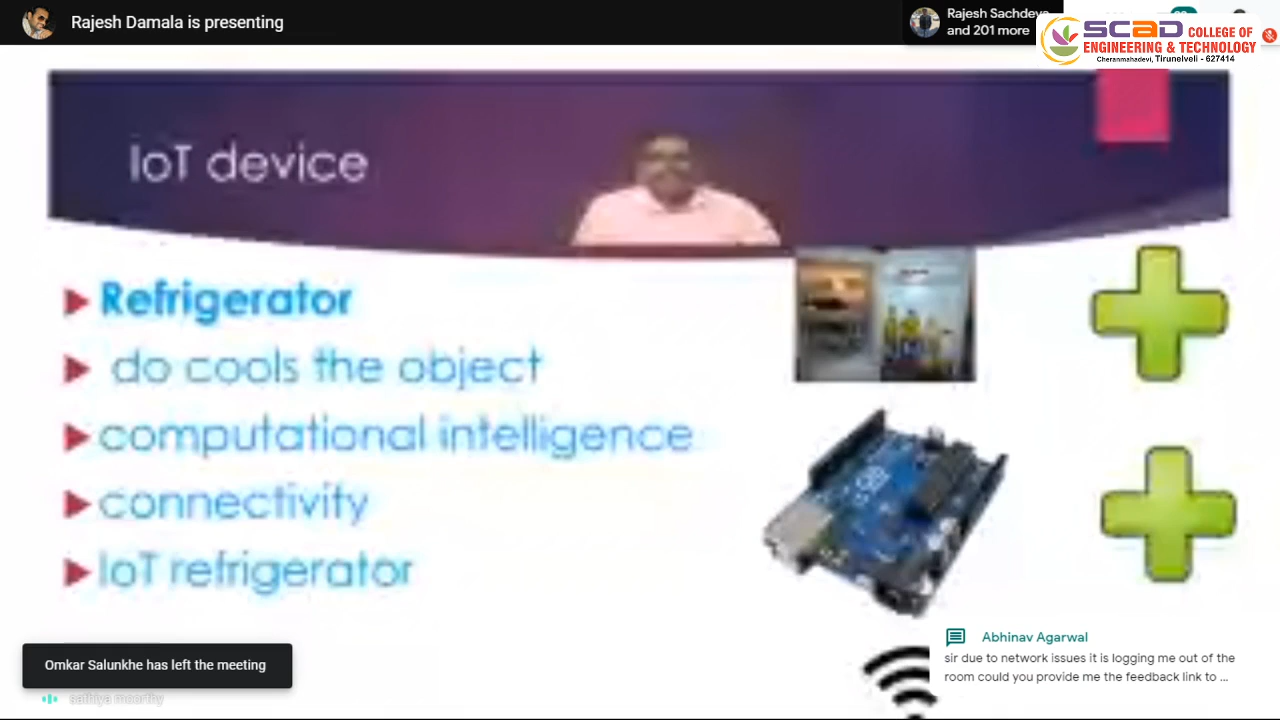 Rajesh Damala is presenting
Rajesh Sachdeva
and 201 more
SCAD COLLEGE OF
ENGINEERING & TECHNOLOGY
Cheranmahadevi, Tirunelveli - 627414
IoT device
Refrigerator
do cools the object
computational intelligence
connectivity
IoT refrigerator
Omkar Salunkhe has left the meeting
sathiya moorthy
Abhinav Agarwal
sir due to network issues it is logging me out of the
room could you provide me the feedback link to ...